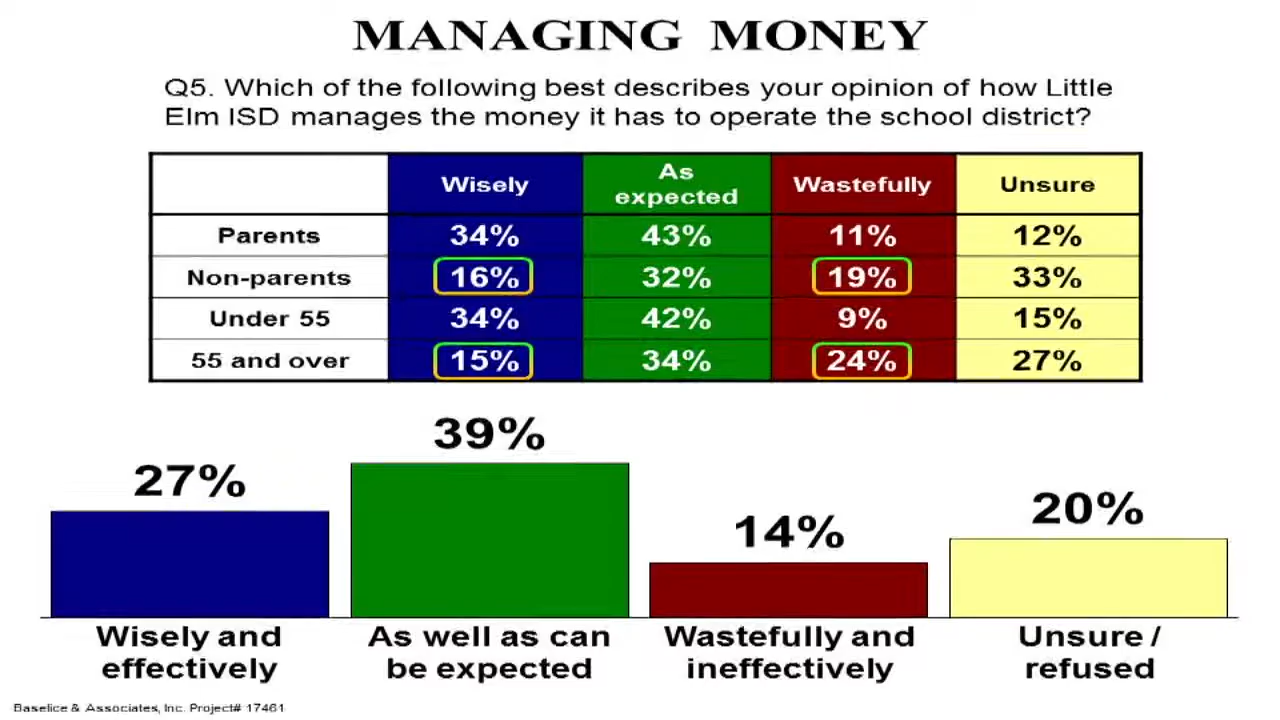 MANAGING MONEY
Q5. Which of the following best describes your opinion of how Little
Elm ISD manages the money it has to operate the school district?
Wisely As expected Wastefully Unsure
Parents 34% 43% 11% 12%
Non-parents 16% 32% 19% 33%
Under 55 34% 42% 9% 15%
55 and over 15% 34% 24% 27%
27% 39% 14% 20%
Wisely and As well as can Wastefully and Unsure /
effectively be expected ineffectively refused
Baselice & Associates, Inc. Project# 17461